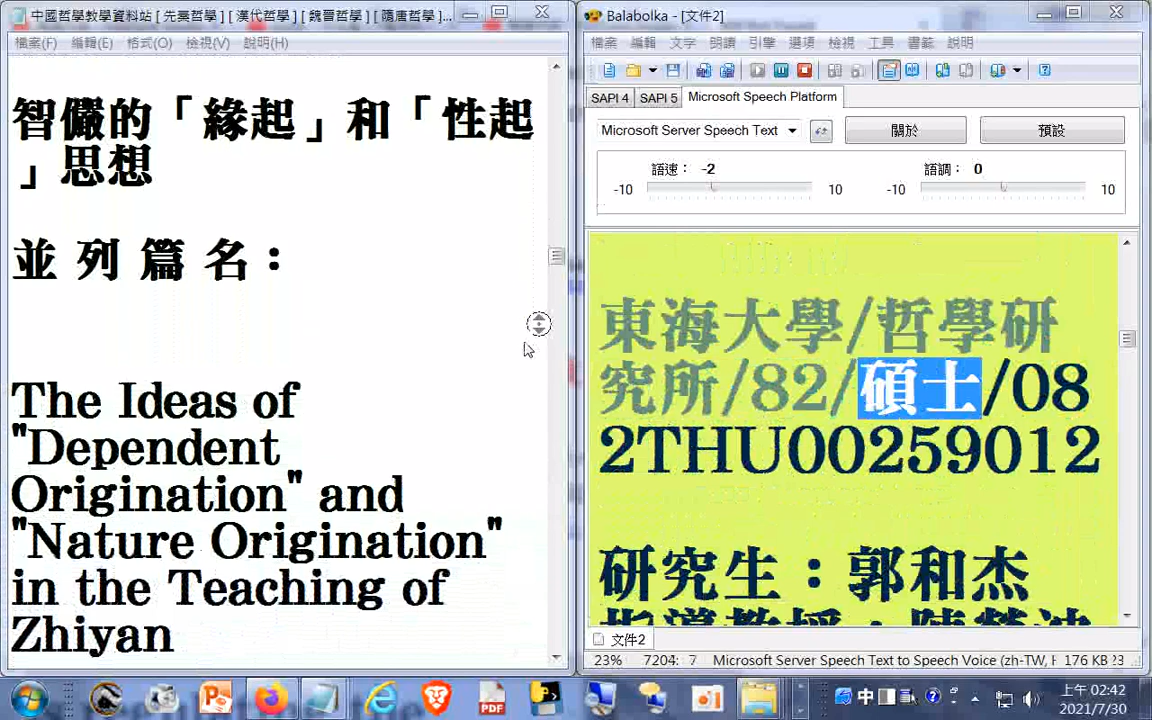 中國哲學教學資料站 [ 先秦哲學 ] [ 漢代哲學 ] [ 魏晉哲學 ] [ 隋唐哲學 ]...
檔案(F) 編輯(E) 格式(O) 檢視(V) 說明(H)
智儼的「緣起」和「性起
」思想
並 列 篇 名：
The Ideas of
"Dependent
Origination" and
"Nature Origination"
in the Teaching of
Zhiyan
Balabolka - [文件2]
檔案 編輯 文字 朗讀 引擎 選項 檢視 工具 書籤 說明
SAPI 4 SAPI 5 Microsoft Speech Platform
Microsoft Server Speech Text 關於 預設
語速： -2 語調： 0
-10 10 -10 10
東海大學/哲學研
究所/82/碩士/08
2THU00259012
研究生：郭和杰
指導教授：陳榮波
文件2
23% 7204: 7 Microsoft Server Speech Text to Speech Voice (zh-TW, H 176 KB
中 上午 02:42
2021/7/30
PDF